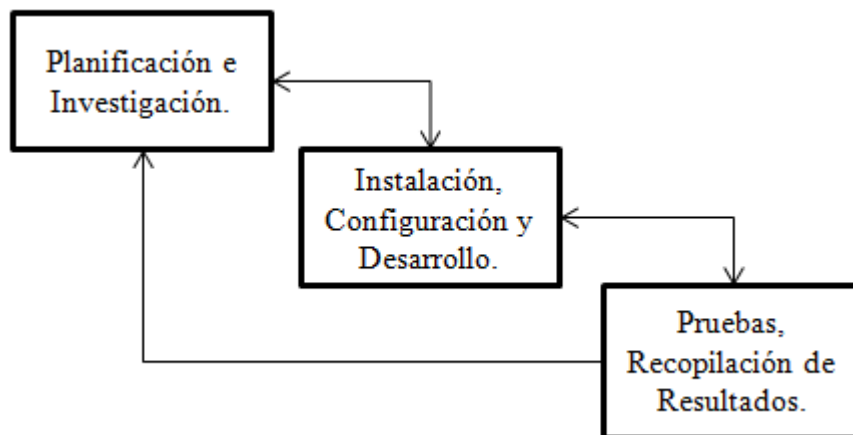 Planificación e
Investigación.
Instalación,
Configuración y
Desarrollo.
Pruebas,
Recopilación de
Resultados.